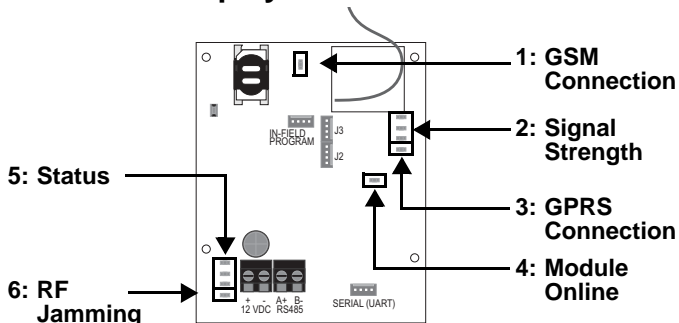 1: GSM
Connection
2: Signal
Strength
3: GPRS
Connection
4: Module
Online
5: Status
6: RF
Jamming
IN-FIELD
PROGRAM
J3
J2
+ - A+ B-
12 VDC RS485
SERIAL (UART)